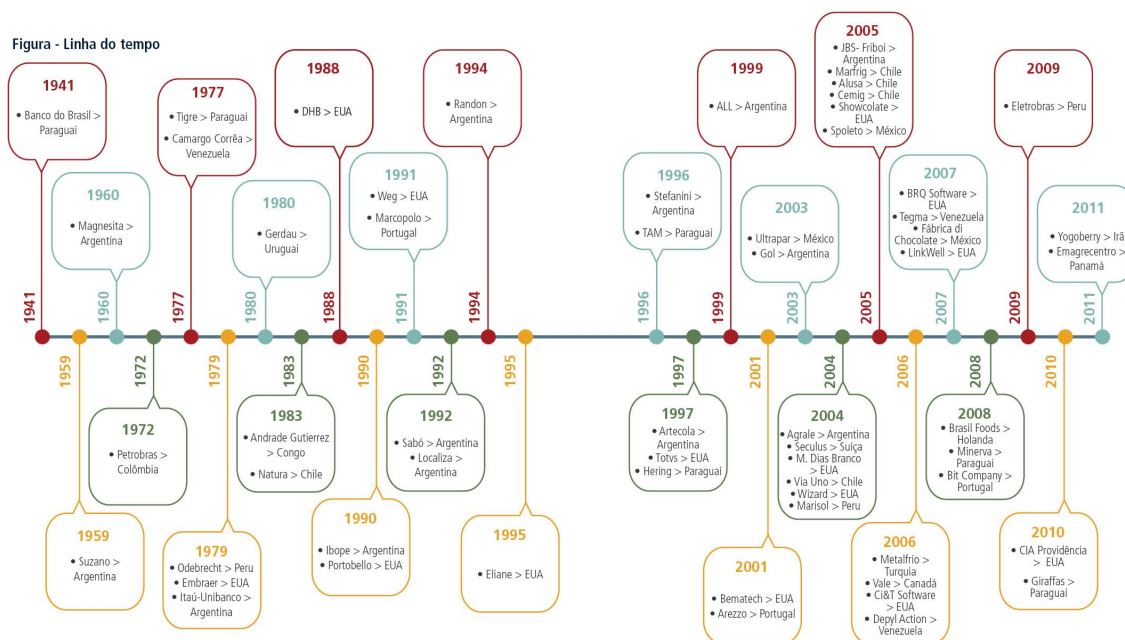 Figura - Linha do tempo
1941
• Banco do Brasil >
Paraguai
1977
• Tigre > Paraguai
• Camargo Corrêa >
Venezuela
1988
• DHB > EUA
1994
• Randon >
Argentina
1999
• ALL > Argentina
2005
• JBS- Friboi >
Argentina
• Marfrig > Chile
• Alusa > Chile
• Cemig > Chile
• Showcolate >
EUA
• Spoleto > México
2009
• Eletrobras > Peru
1960
• Magnesita >
Argentina
1980
• Gerdau >
Uruguai
1991
• Weg > EUA
• Marcopolo >
Portugal
1996
• Stefanini >
Argentina
• TAM > Paraguai
2003
• Ultrapar > México
• Gol > Argentina
2007
• BRQ Software >
EUA
• Tegma > Venezuela
• Fábrica di
Chocolate > México
• LinkWell > EUA
2011
• Yogoberry > Irã
• Emagrecentro >
Panamá
1941
1960
1977
1980
1988
1991
1994
1996
1999
2003
2005
2007
2009
2011
1959
1972
1979
1983
1990
1992
1995
1997
2001
2004
2006
2008
2010
1972
• Petrobras >
Colômbia
1983
• Andrade Gutierrez
> Congo
• Natura > Chile
1992
• Sabó > Argentina
• Localiza >
Argentina
1997
• Artecola >
Argentina
• Totvs > EUA
• Hering > Paraguai
2004
• Agrale > Argentina
• Seculus > Suíça
• M. Dias Branco
> EUA
• Via Uno > Chile
• Wizard > EUA
• Marisol > Peru
2008
• Brasil Foods >
Holanda
• Minerva >
Paraguai
• Bit Company >
Portugal
1959
• Suzano >
Argentina
1979
• Odebrecht > Peru
• Embraer > EUA
• Itaú-Unibanco >
Argentina
1990
• Ibope > Argentina
• Portobello > EUA
1995
• Eliane > EUA
2001
• Bematech > EUA
• Arezzo > Portugal
2006
• Metalfrio >
Turquia
• Vale > Canadá
• Ci&T Software
> EUA
• Depyl Action >
Venezuela
2010
• CIA Providência
> EUA
• Giraffas >
Paraguai